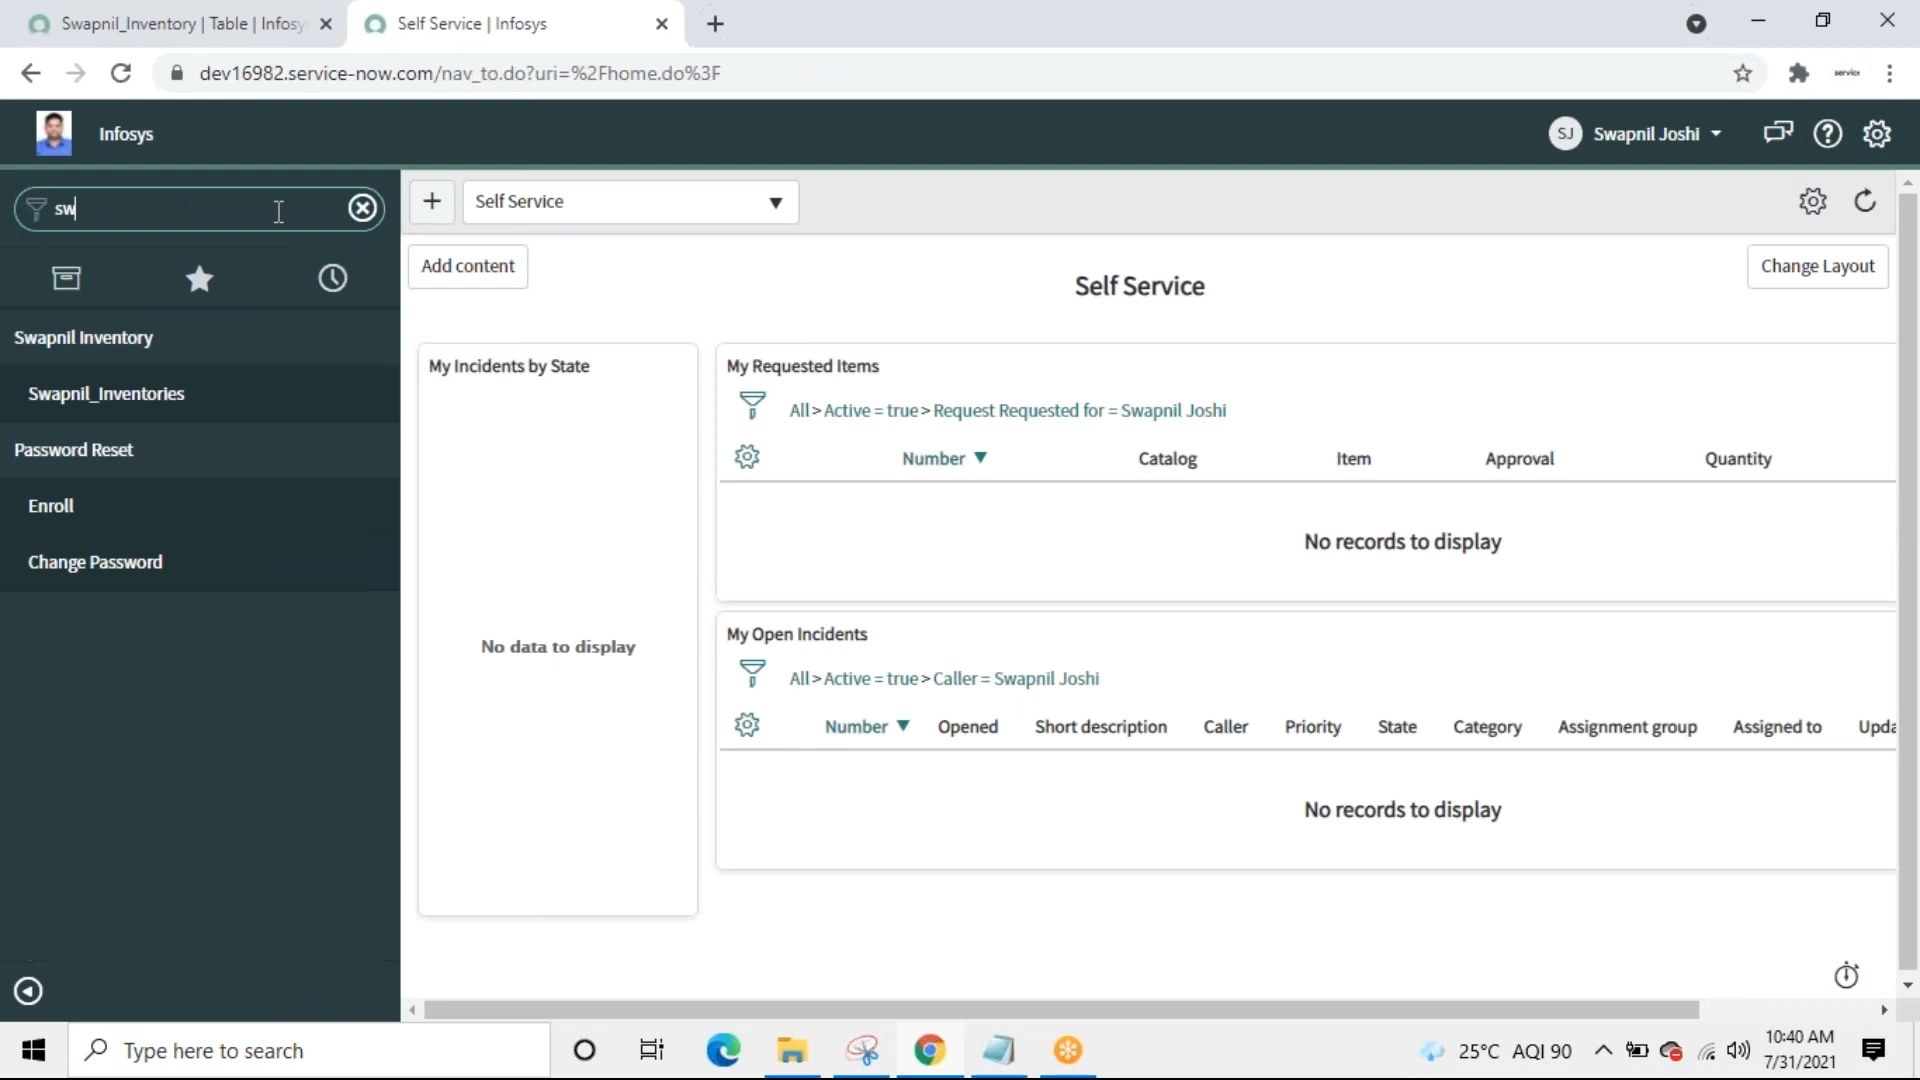 Swapnil_Inventory | Table | Infosy
Self Service | Infosys
dev16982.service-now.com/nav_to.do?uri=%2Fhome.do%3F
service
Infosys
SJ Swapnil Joshi
sw
Self Service
Add content
Self Service
Change Layout
Swapnil Inventory
Swapnil_Inventories
Password Reset
Enroll
Change Password
My Incidents by State
No data to display
My Requested Items
All > Active = true > Request Requested for = Swapnil Joshi
Number Catalog Item Approval Quantity
No records to display
My Open Incidents
All > Active = true > Caller = Swapnil Joshi
Number Opened Short description Caller Priority State Category Assignment group Assigned to Upda
No records to display
Type here to search
25°C AQI 90
10:40 AM
7/31/2021